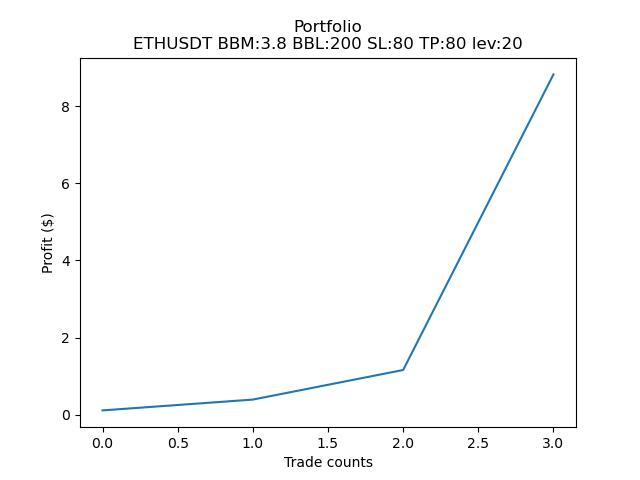 Portfolio
ETHUSDT BBM:3.8 BBL:200 SL:80 TP:80 lev:20
Profit ($)
8
6
4
2
0
0.0 0.5 1.0 1.5 2.0 2.5 3.0
Trade counts